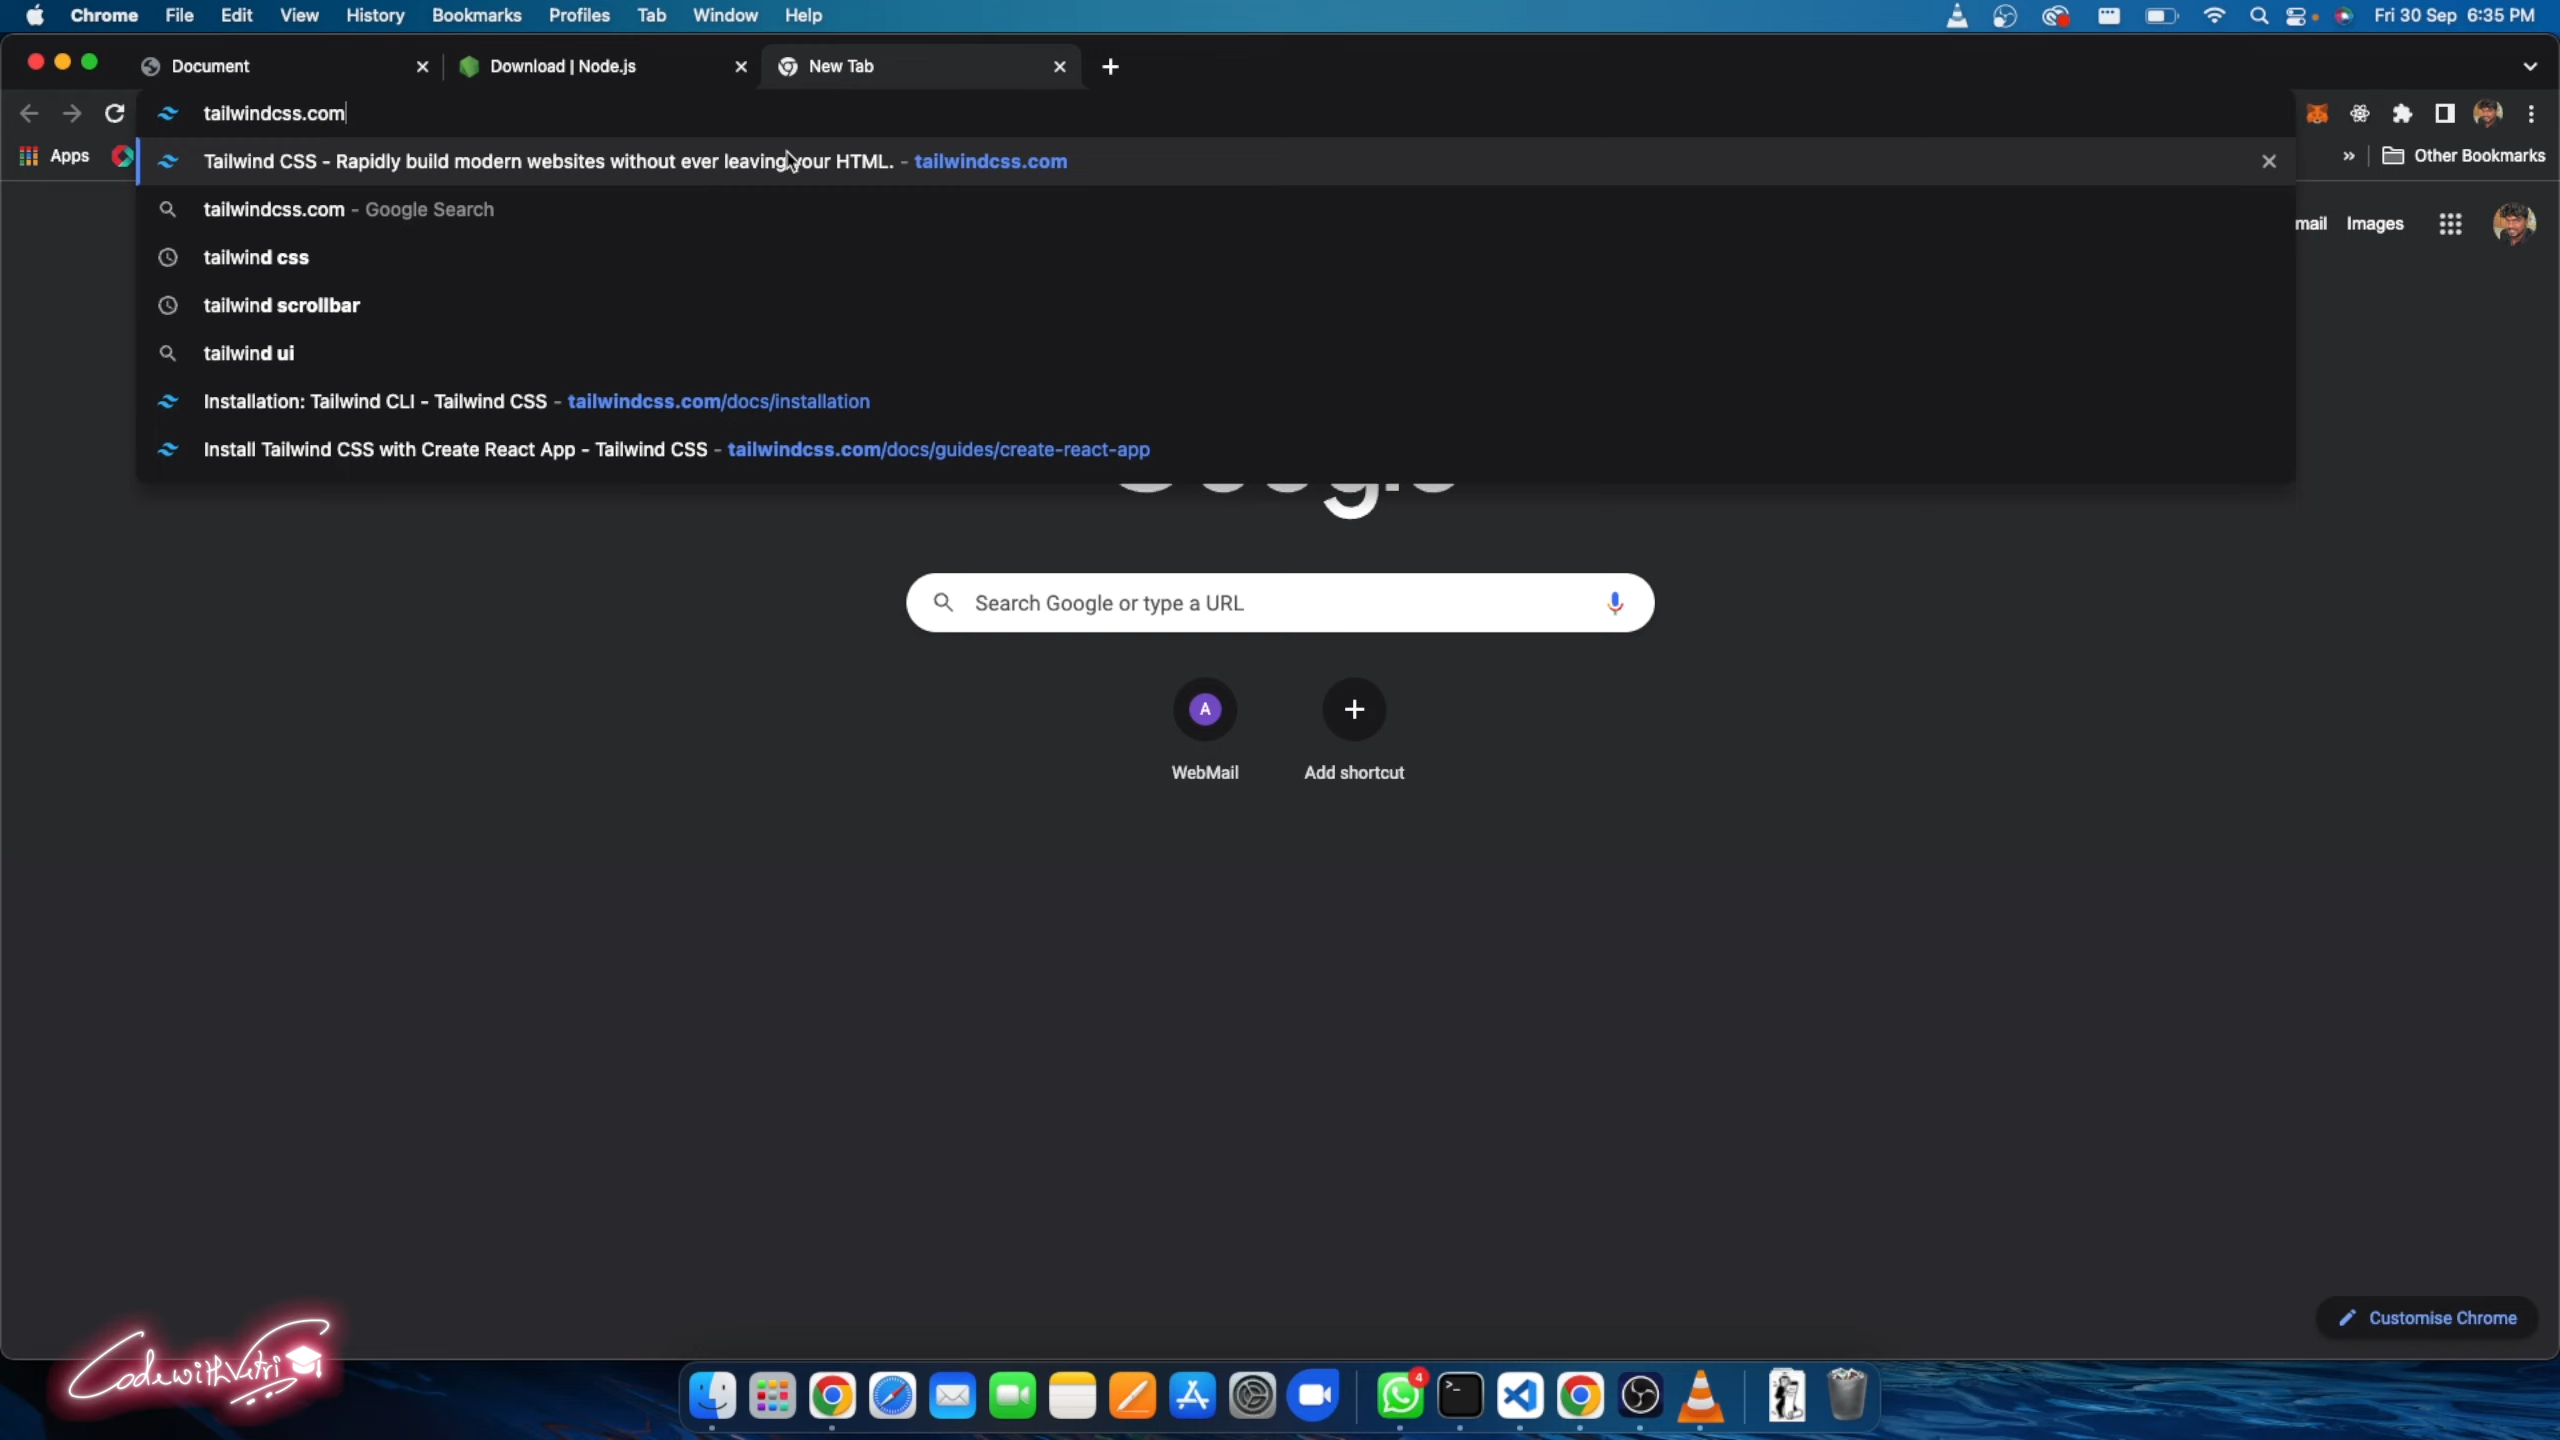 Chrome File Edit View History Bookmarks Profiles Tab Window Help Fri 30 Sep 6:35 PM
Document Download | Node.js New Tab
tailwindcss.com
Apps Tailwind CSS - Rapidly build modern websites without ever leaving your HTML. - tailwindcss.com Other Bookmarks
tailwindcss.com - Google Search
mail Images
tailwind css
tailwind scrollbar
tailwind ui
Installation: Tailwind CLI - Tailwind CSS - tailwindcss.com/docs/installation
Install Tailwind CSS with Create React App - Tailwind CSS - tailwindcss.com/docs/guides/create-react-app
Search Google or type a URL
A
WebMail Add shortcut
Customise Chrome
CodewithVetri
4